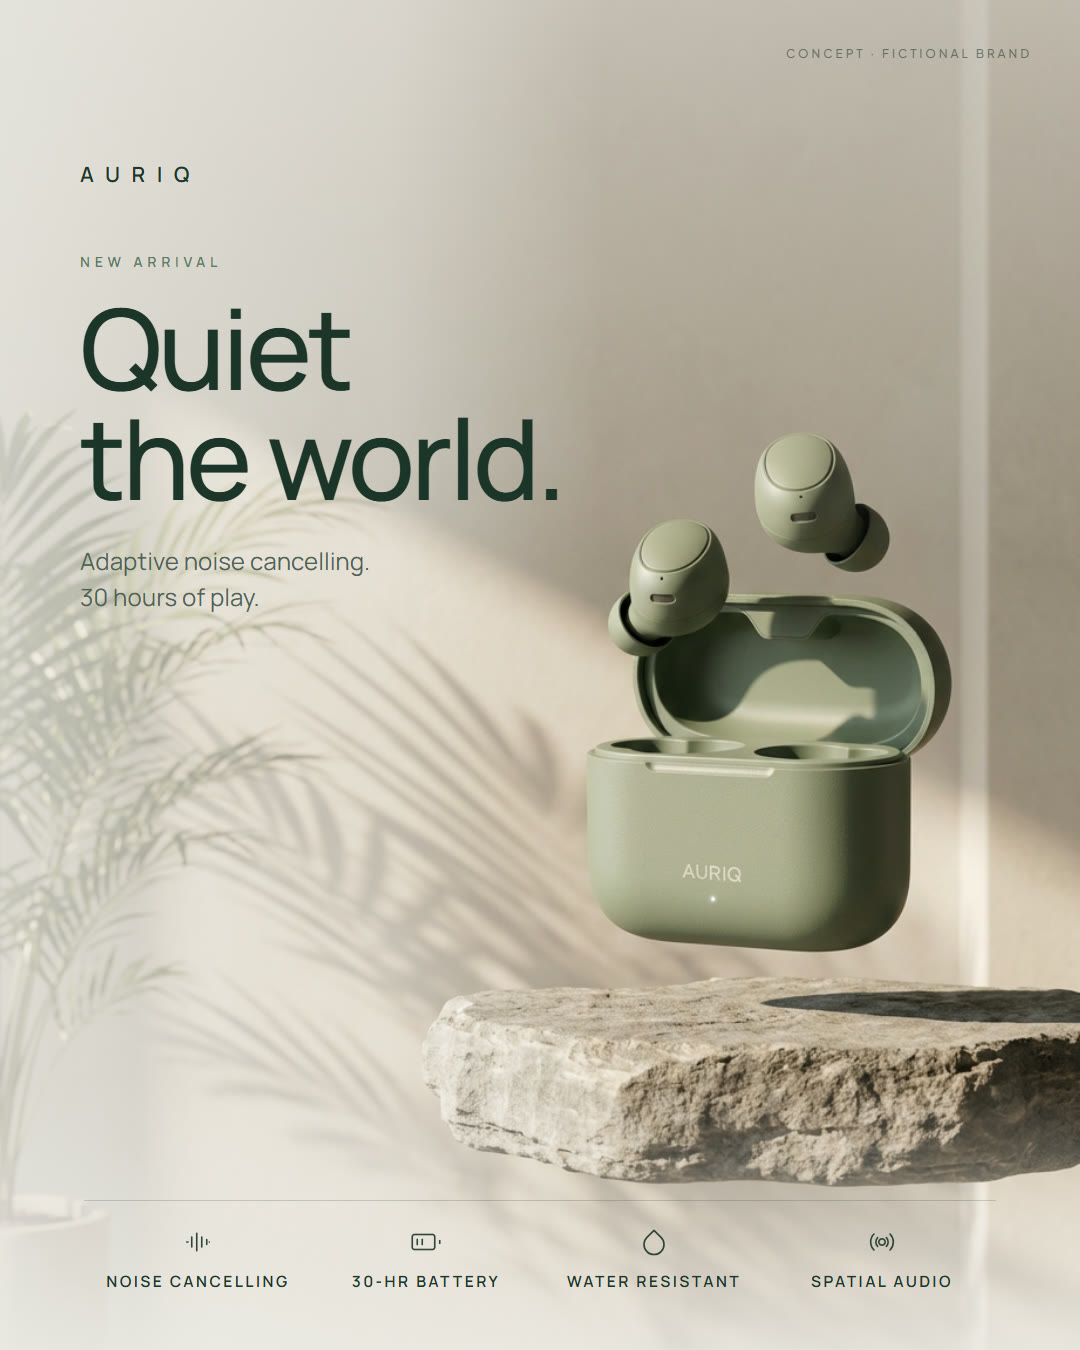 CONCEPT · FICTIONAL BRAND
AURIQ
NEW ARRIVAL
Quiet
the world.
Adaptive noise cancelling.
30 hours of play.
AURIQ
NOISE CANCELLING
30-HR BATTERY
WATER RESISTANT
SPATIAL AUDIO